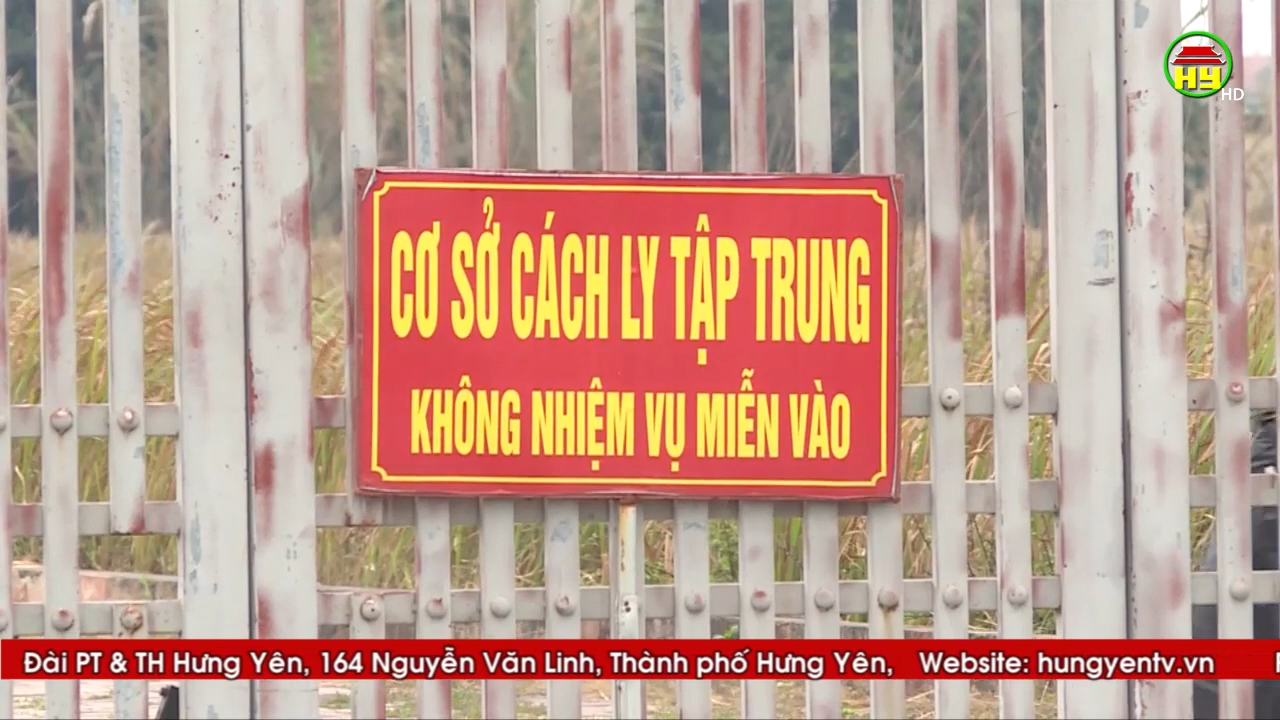 HY
HD
CƠ SỞ CÁCH LY TẬP TRUNG
KHÔNG NHIỆM VỤ MIỄN VÀO
Đài PT & TH Hưng Yên, 164 Nguyễn Văn Linh, Thành phố Hưng Yên, Website: hungyentv.vn